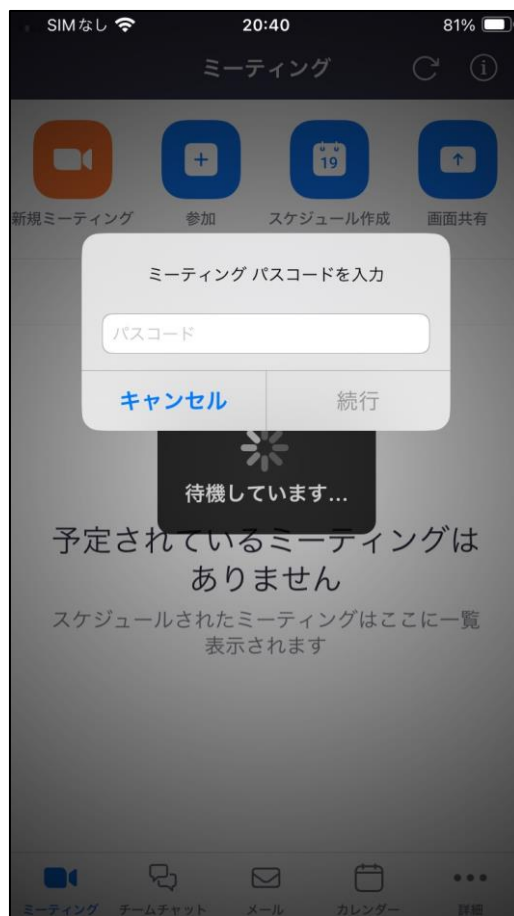 SIMなし 20:40 81%
ミーティング
19
新規ミーティング 参加 スケジュール作成 画面共有
ミーティング パスコードを入力
パスコード
キャンセル 続行
待機しています...
予定されているミーティングは
ありません
スケジュールされたミーティングはここに一覧
表示されます
ミーティング チームチャット メール カレンダー 詳細